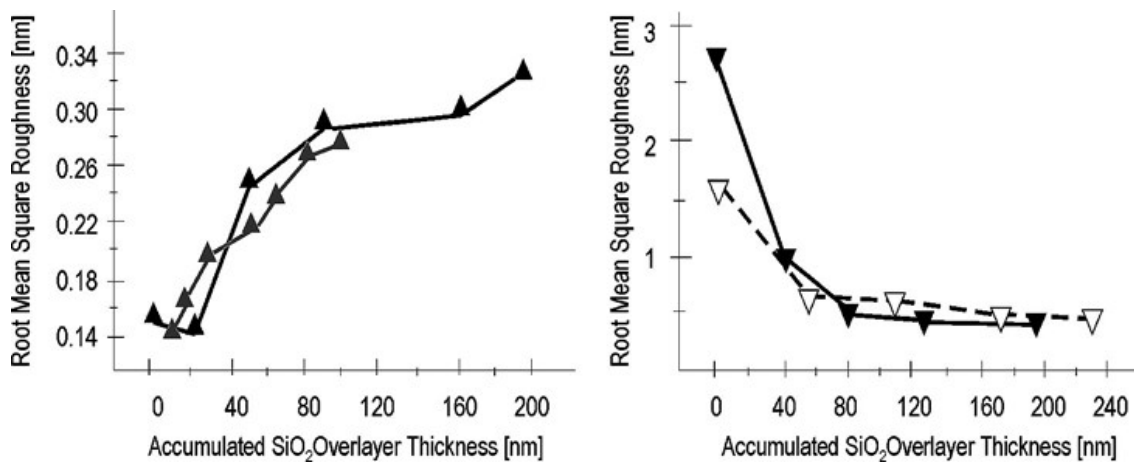 Root Mean Square Roughness [nm]
0.34
0.30
0.26
0.22
0.18
0.14
0 40 80 120 160 200
Accumulated SiO₂Overlayer Thickness [nm]
Root Mean Square Roughness [nm]
3
2
1
0 40 80 120 160 200 240
Accumulated SiO₂Overlayer Thickness [nm]